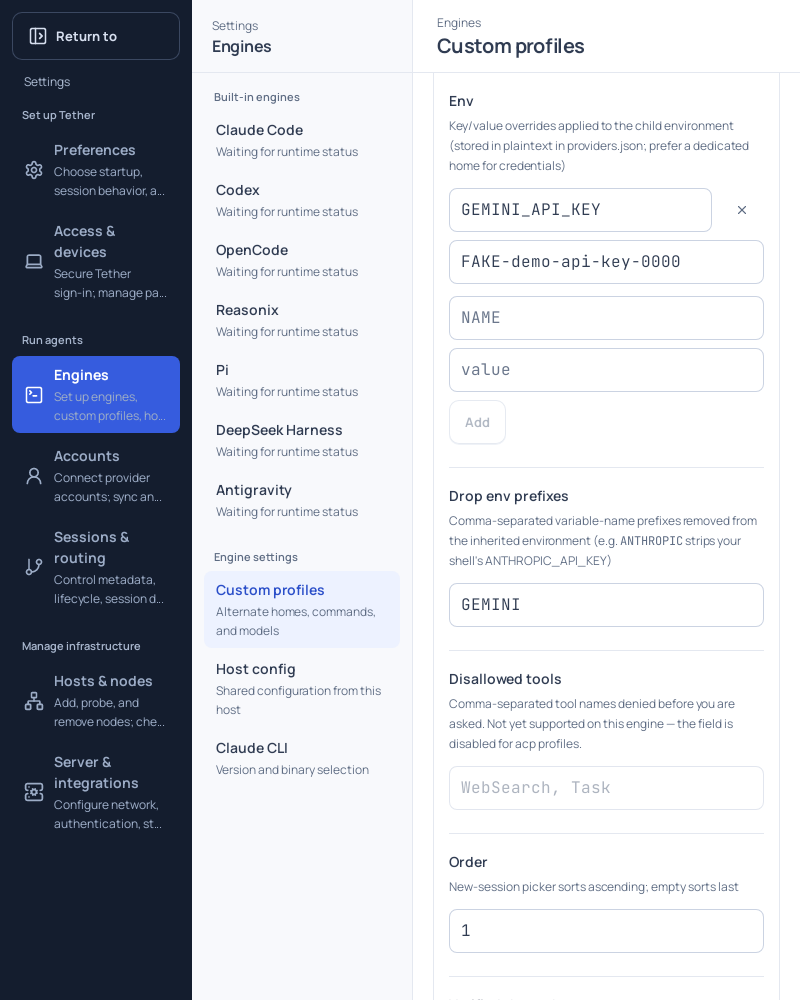 Return to
Settings
Set up Tether
Preferences
Choose startup,
session behavior, a...
Access &
devices
Secure Tether
sign-in; manage pa...
Run agents
Engines
Set up engines,
custom profiles, ho...
Accounts
Connect provider
accounts; sync an...
Sessions &
routing
Control metadata,
lifecycle, session d...
Manage infrastructure
Hosts & nodes
Add, probe, and
remove nodes; che...
Server &
integrations
Configure network,
authentication, st...
Settings
Engines
Built-in engines
Claude Code
Waiting for runtime status
Codex
Waiting for runtime status
OpenCode
Waiting for runtime status
Reasonix
Waiting for runtime status
Pi
Waiting for runtime status
DeepSeek Harness
Waiting for runtime status
Antigravity
Waiting for runtime status
Engine settings
Custom profiles
Alternate homes, commands,
and models
Host config
Shared configuration from this
host
Claude CLI
Version and binary selection
Engines
Custom profiles
Env
Key/value overrides applied to the child environment
(stored in plaintext in providers.json; prefer a dedicated
home for credentials)
GEMINI_API_KEY
FAKE-demo-api-key-0000
NAME
value
Add
Drop env prefixes
Comma-separated variable-name prefixes removed from
the inherited environment (e.g. ANTHROPIC strips your
shell's ANTHROPIC_API_KEY)
GEMINI
Disallowed tools
Comma-separated tool names denied before you are
asked. Not yet supported on this engine — the field is
disabled for acp profiles.
WebSearch, Task
Order
New-session picker sorts ascending; empty sorts last
1